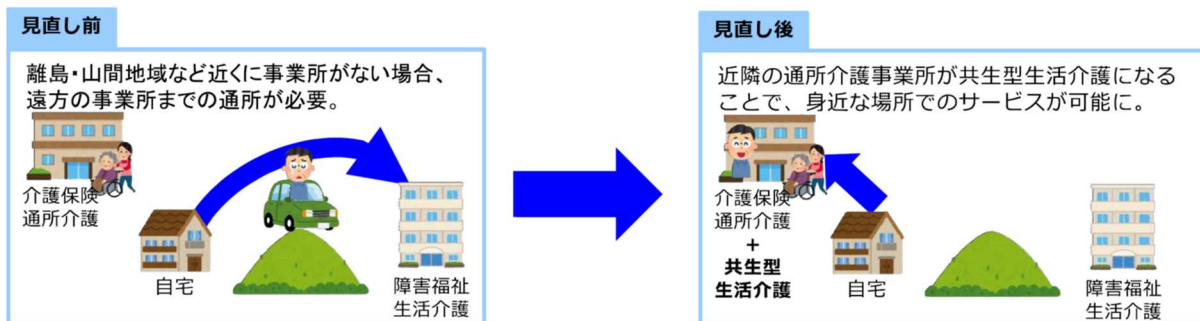 見直し前
離島・山間地域など近くに事業所がない場合、
遠方の事業所までの通所が必要。
介護保険
通所介護
自宅
障害福祉
生活介護
見直し後
近隣の通所介護事業所が共生型生活介護になる
ことで、身近な場所でのサービスが可能に。
介護保険
通所介護
+
共生型
生活介護
自宅
障害福祉
生活介護